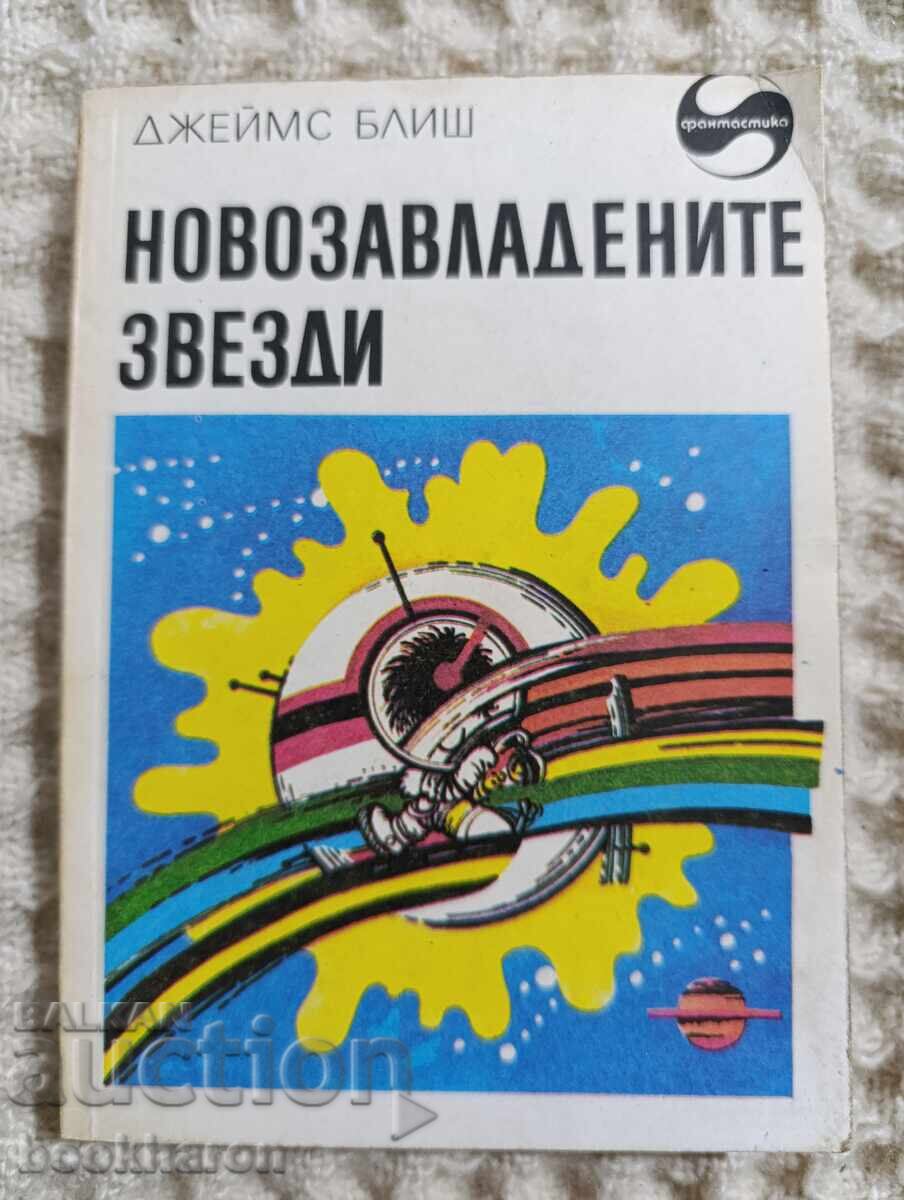 ДЖЕЙМС БЛИШ
фантастика
НОВОЗАВЛАДЕНИТЕ
ЗВЕЗДИ
BALKAN
auction
bookharon